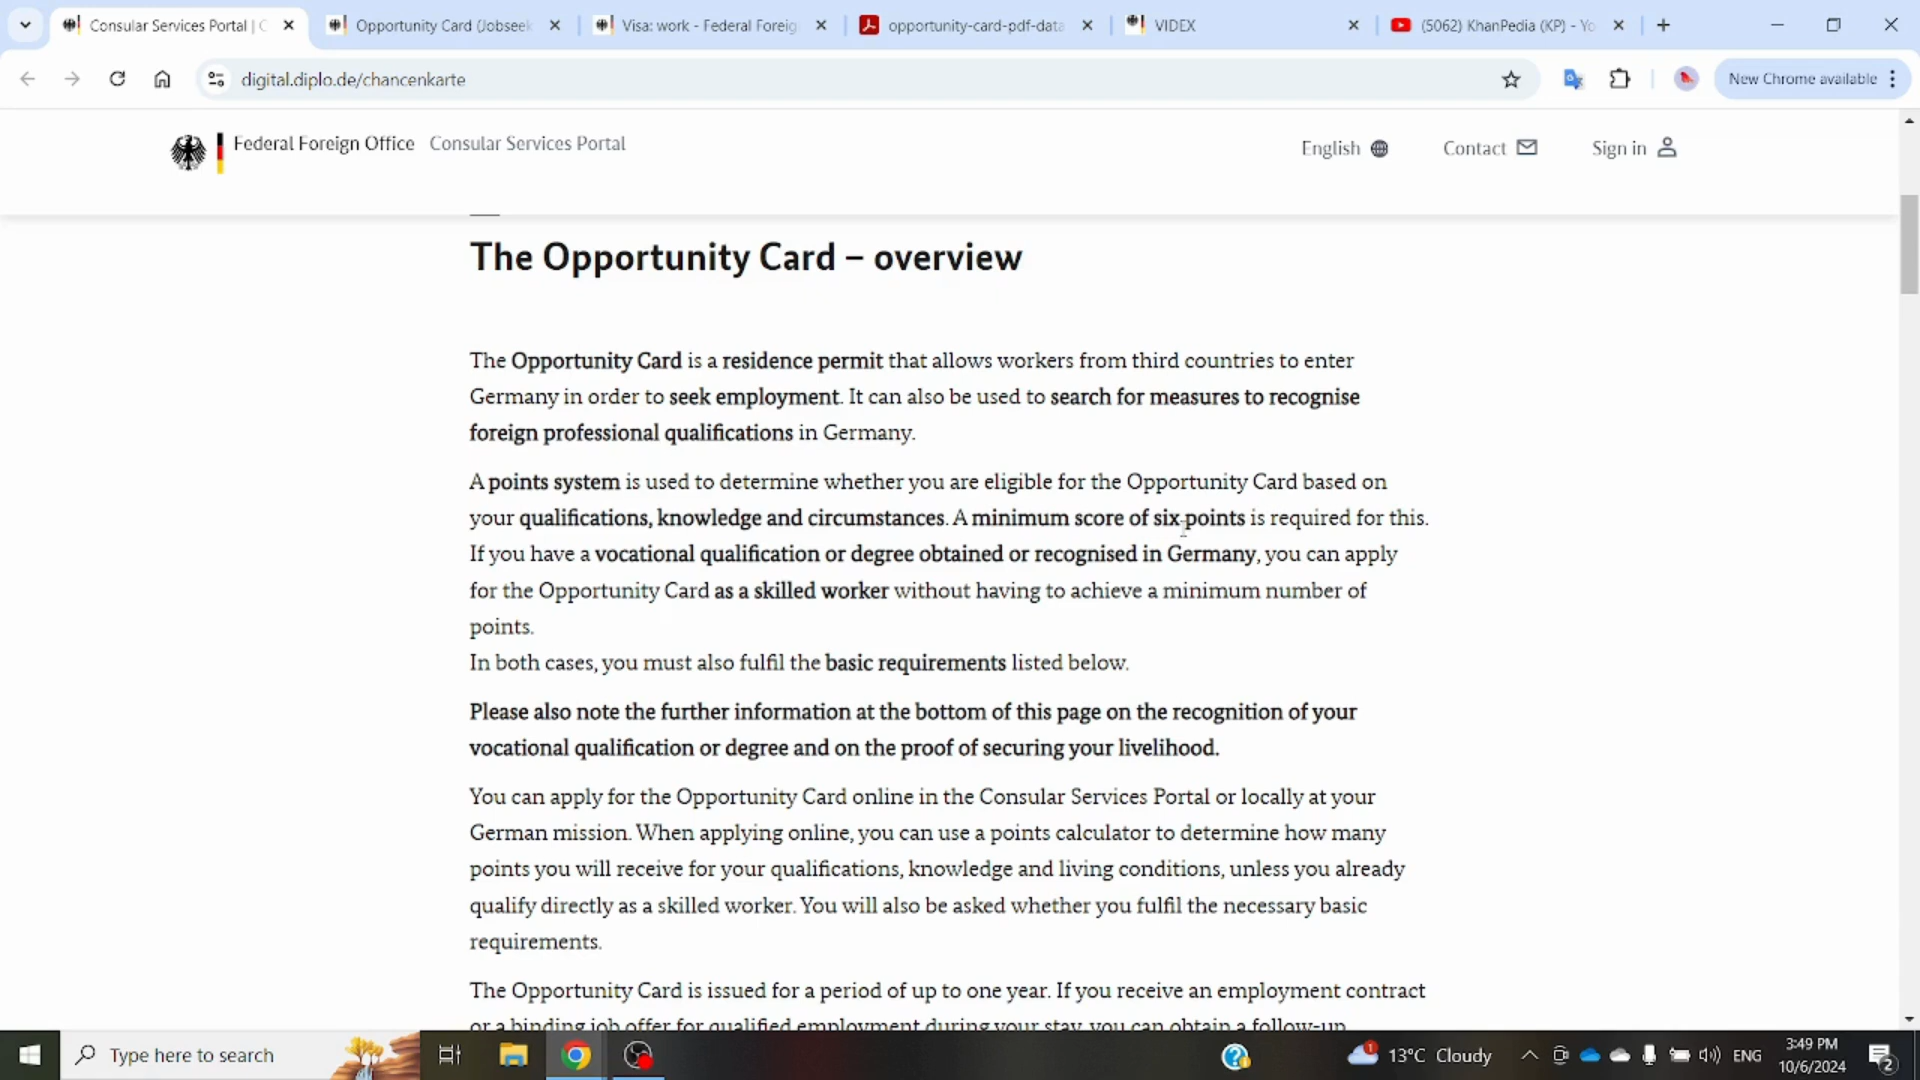 Consular Services Portal | C
Opportunity Card (Jobseek
Visa: work - Federal Foreig
opportunity-card-pdf-data
VIDEX
(5062) KhanPedia (KP) - Yo
digital.diplo.de/chancenkarte
New Chrome available
Federal Foreign Office Consular Services Portal
English
Contact
Sign in
The Opportunity Card – overview
The Opportunity Card is a residence permit that allows workers from third countries to enter
Germany in order to seek employment. It can also be used to search for measures to recognise
foreign professional qualifications in Germany.
A points system is used to determine whether you are eligible for the Opportunity Card based on
your qualifications, knowledge and circumstances. A minimum score of six points is required for this.
If you have a vocational qualification or degree obtained or recognised in Germany, you can apply
for the Opportunity Card as a skilled worker without having to achieve a minimum number of
points.
In both cases, you must also fulfil the basic requirements listed below.
Please also note the further information at the bottom of this page on the recognition of your
vocational qualification or degree and on the proof of securing your livelihood.
You can apply for the Opportunity Card online in the Consular Services Portal or locally at your
German mission. When applying online, you can use a points calculator to determine how many
points you will receive for your qualifications, knowledge and living conditions, unless you already
qualify directly as a skilled worker. You will also be asked whether you fulfil the necessary basic
requirements.
The Opportunity Card is issued for a period of up to one year. If you receive an employment contract
or a binding job offer for qualified employment during your stay, you can obtain a follow-up
Type here to search
1
13°C Cloudy
ENG
3:49 PM
10/6/2024
2